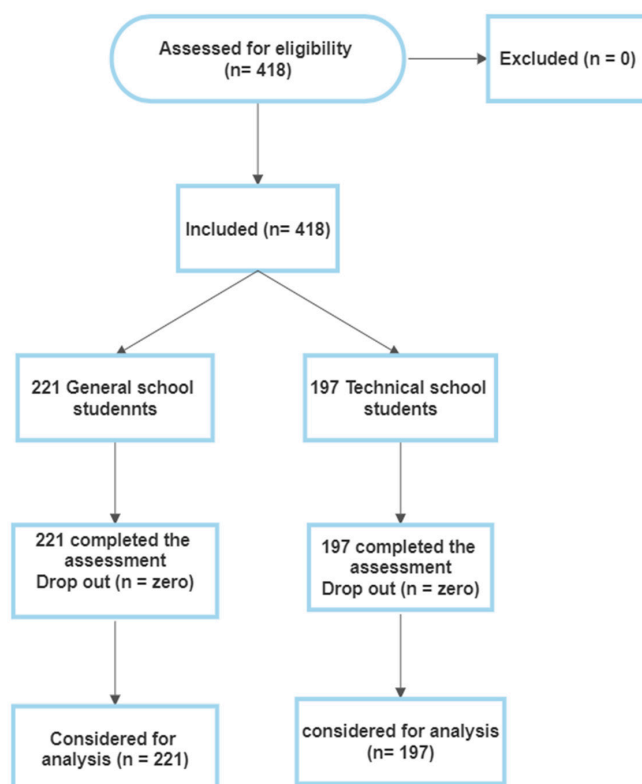 Assessed for eligibility
(n= 418)
Excluded (n = 0)
Included (n= 418)
221 General school
studennts
197 Technical school
students
221 completed the
assessment
Drop out (n = zero)
197 completed the
assessment
Drop out (n = zero)
Considered for
analysis (n = 221)
considered for analysis
(n= 197)